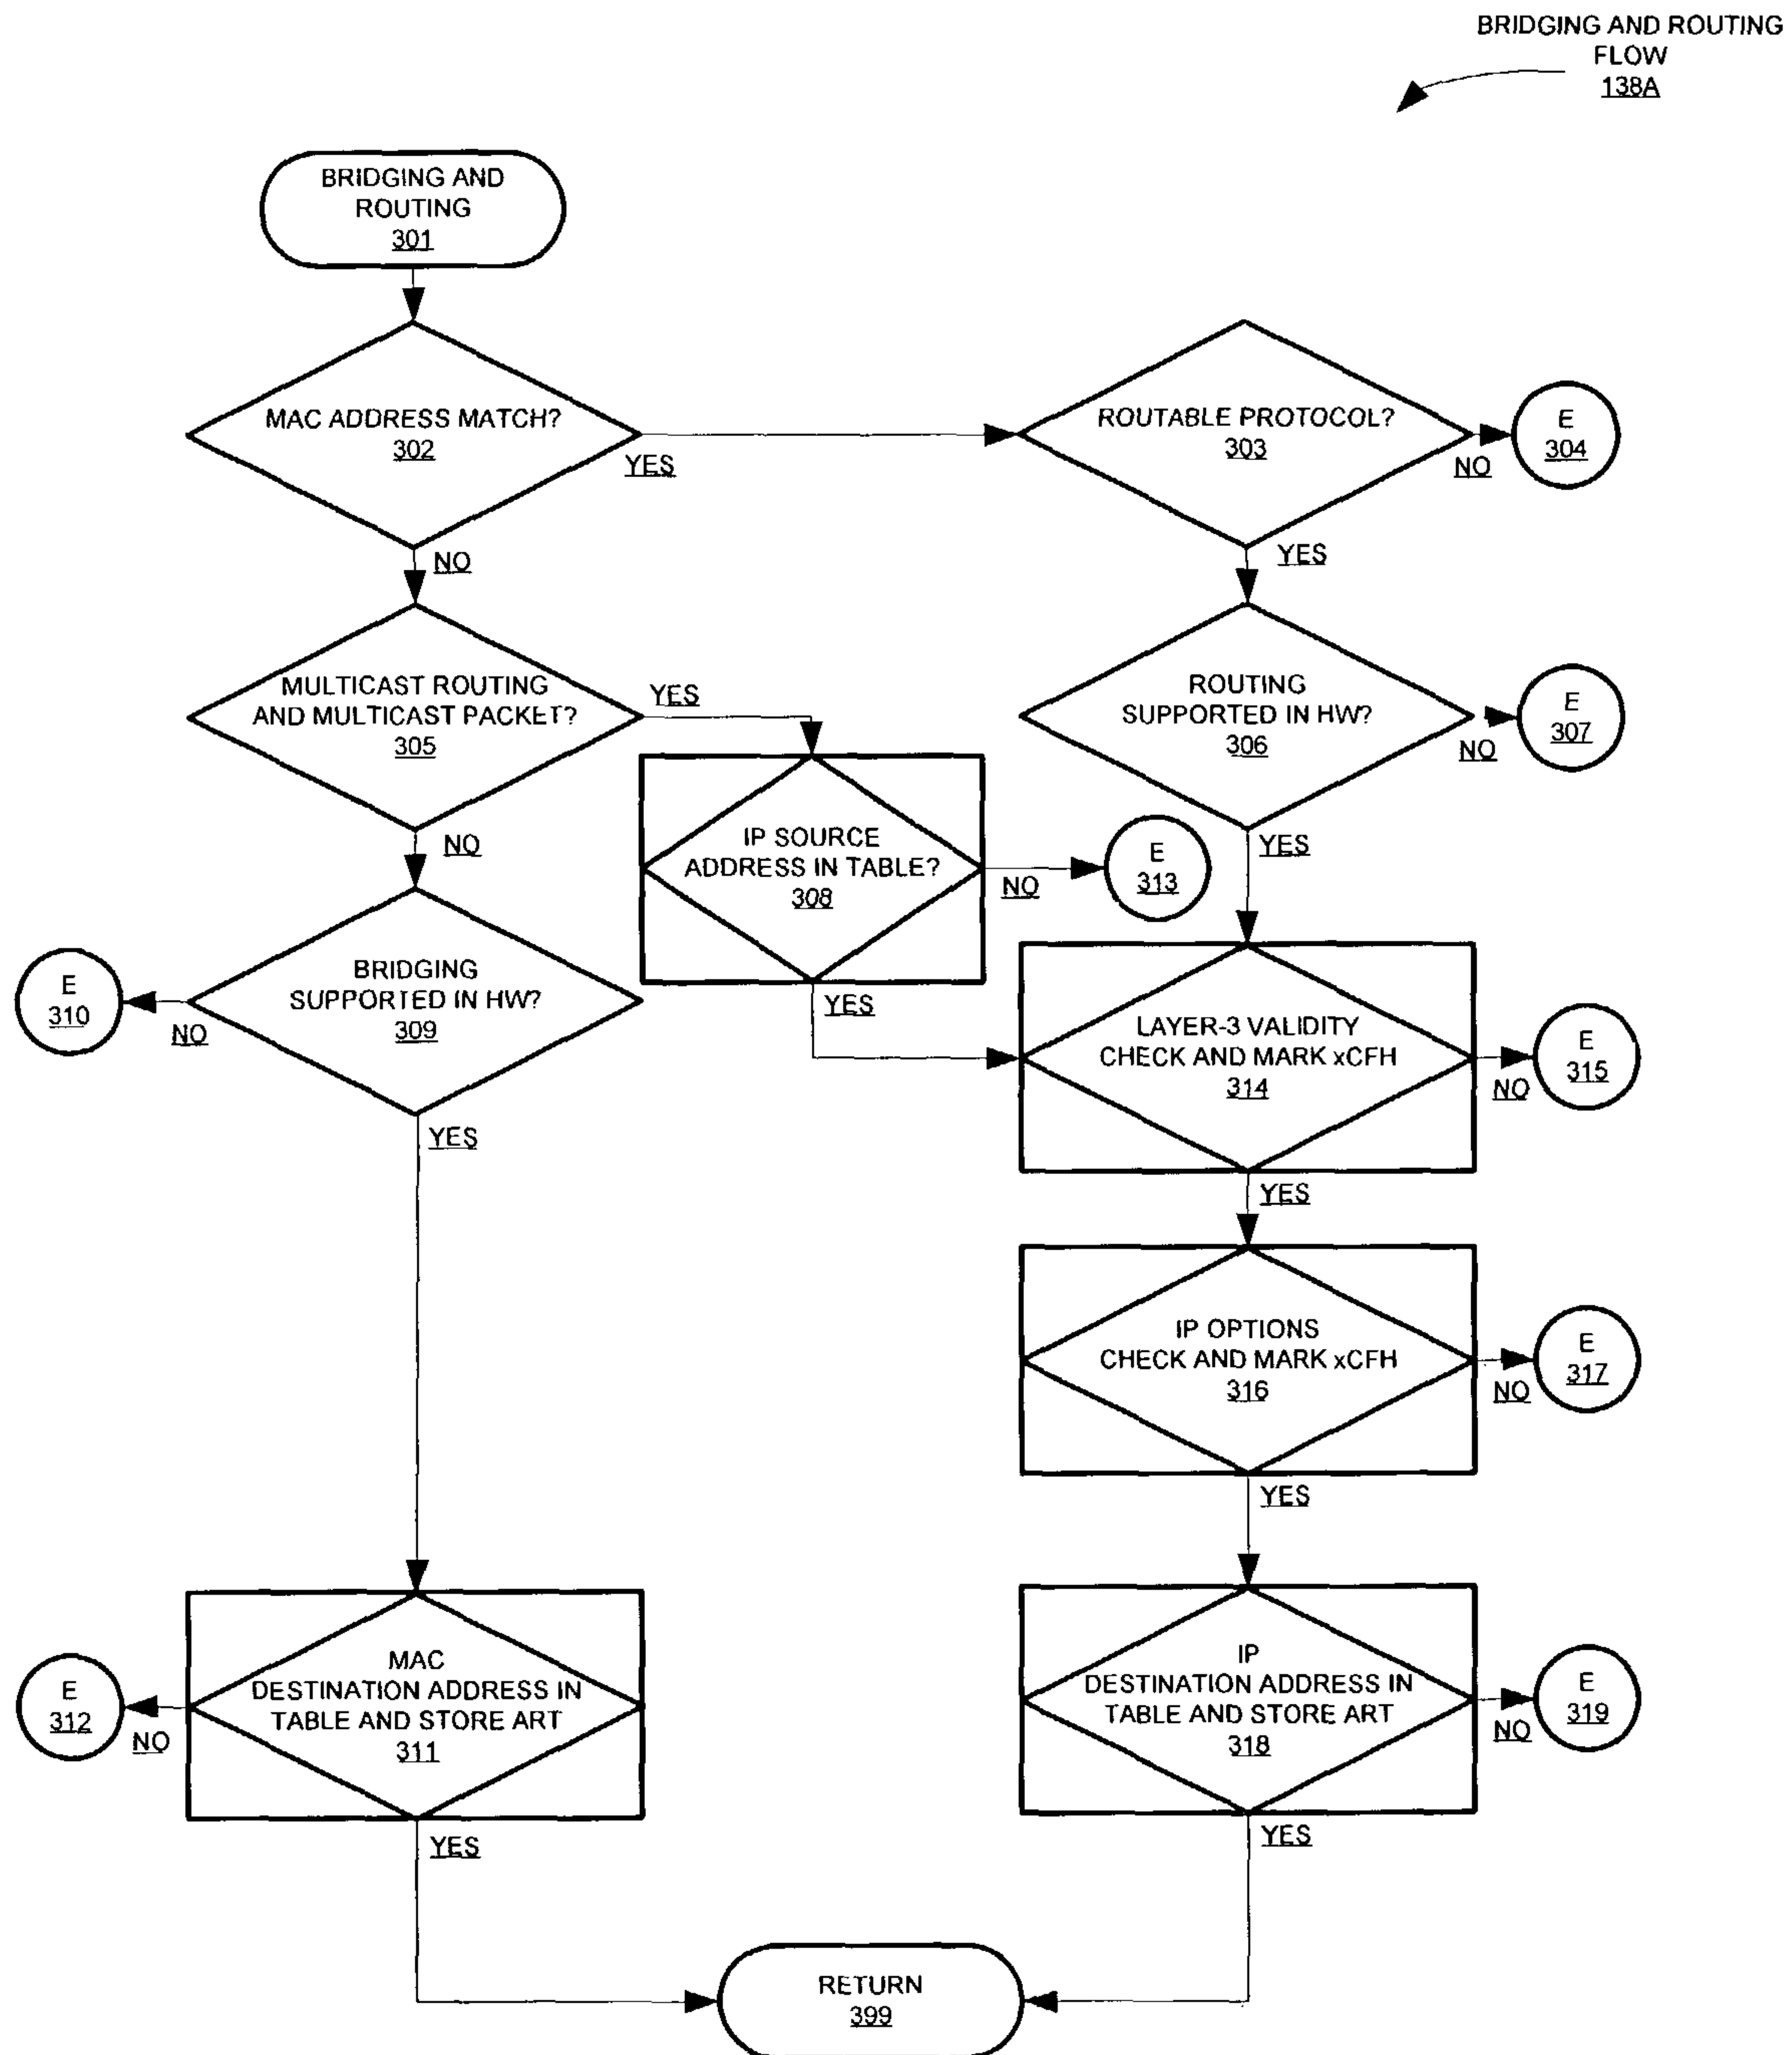 BRIDGING AND ROUTING
FLOW
138A
BRIDGING AND
ROUTING
301
MAC ADDRESS MATCH?
302
YES
NO
ROUTABLE PROTOCOL?
303
NO
YES
E
304
MULTICAST ROUTING
AND MULTICAST PACKET?
305
YES
NO
ROUTING
SUPPORTED IN HW?
306
NO
YES
E
307
IP SOURCE
ADDRESS IN TABLE?
308
NO
YES
E
313
BRIDGING
SUPPORTED IN HW?
309
NO
YES
E
310
LAYER-3 VALIDITY
CHECK AND MARK xCFH
314
NO
YES
E
315
IP OPTIONS
CHECK AND MARK xCFH
316
NO
YES
E
317
MAC
DESTINATION ADDRESS IN
TABLE AND STORE ART
311
NO
YES
E
312
IP
DESTINATION ADDRESS IN
TABLE AND STORE ART
318
NO
YES
E
319
RETURN
399